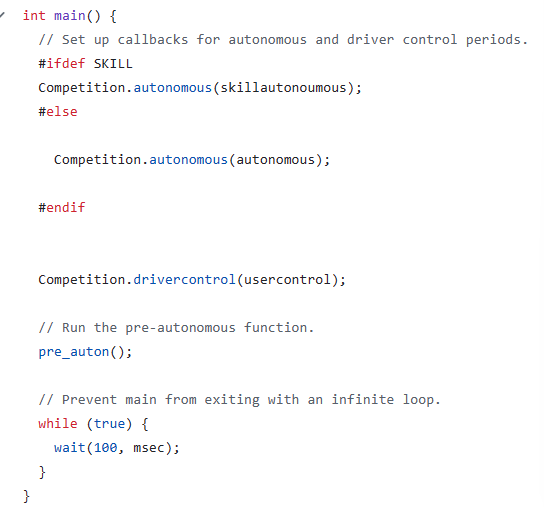 int main() {
  // Set up callbacks for autonomous and driver control periods.
  #ifdef SKILL
  Competition.autonomous(skillautonoumous);
  #else
    Competition.autonomous(autonomous);
  #endif
  Competition.drivercontrol(usercontrol);
  // Run the pre-autonomous function.
  pre_auton();
  // Prevent main from exiting with an infinite loop.
  while (true) {
    wait(100, msec);
  }
}